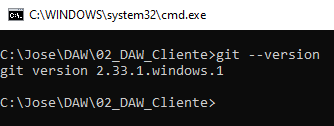 C:\WINDOWS\system32\cmd.exe
C:\Jose\DAW\02_DAW_Cliente>git --version
git version 2.33.1.windows.1
C:\Jose\DAW\02_DAW_Cliente>